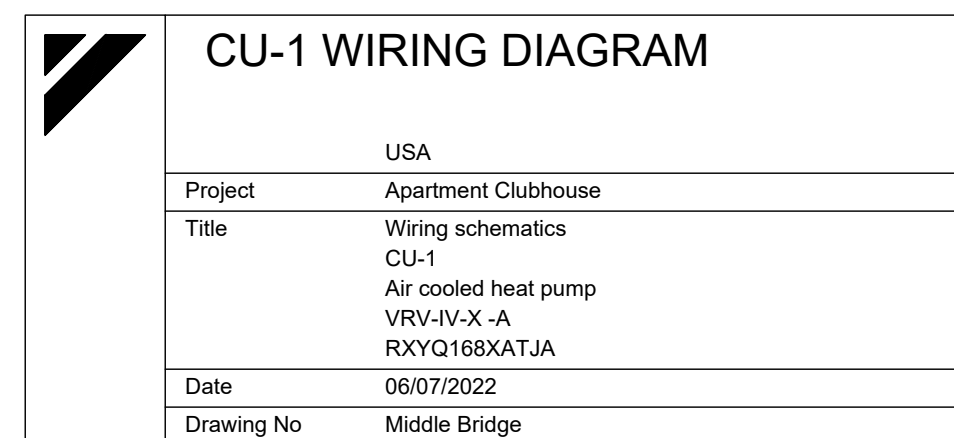 CU-1 WIRING DIAGRAM
USA
Project Apartment Clubhouse
Title Wiring schematics
CU-1
Air cooled heat pump
VRV-IV-X -A
RXYQ168XATJA
Date 06/07/2022
Drawing No Middle Bridge